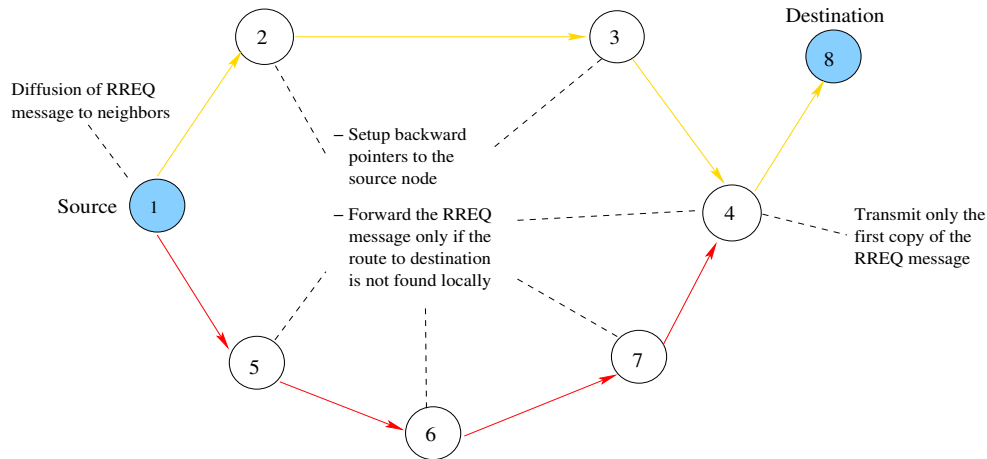 Destination
2
3
8
Diffusion of RREQ
message to neighbors
– Setup backward
pointers to the
source node
Source
1
– Forward the RREQ
message only if the
route to destination
is not found locally
4
Transmit only the
first copy of the
RREQ message
5
7
6